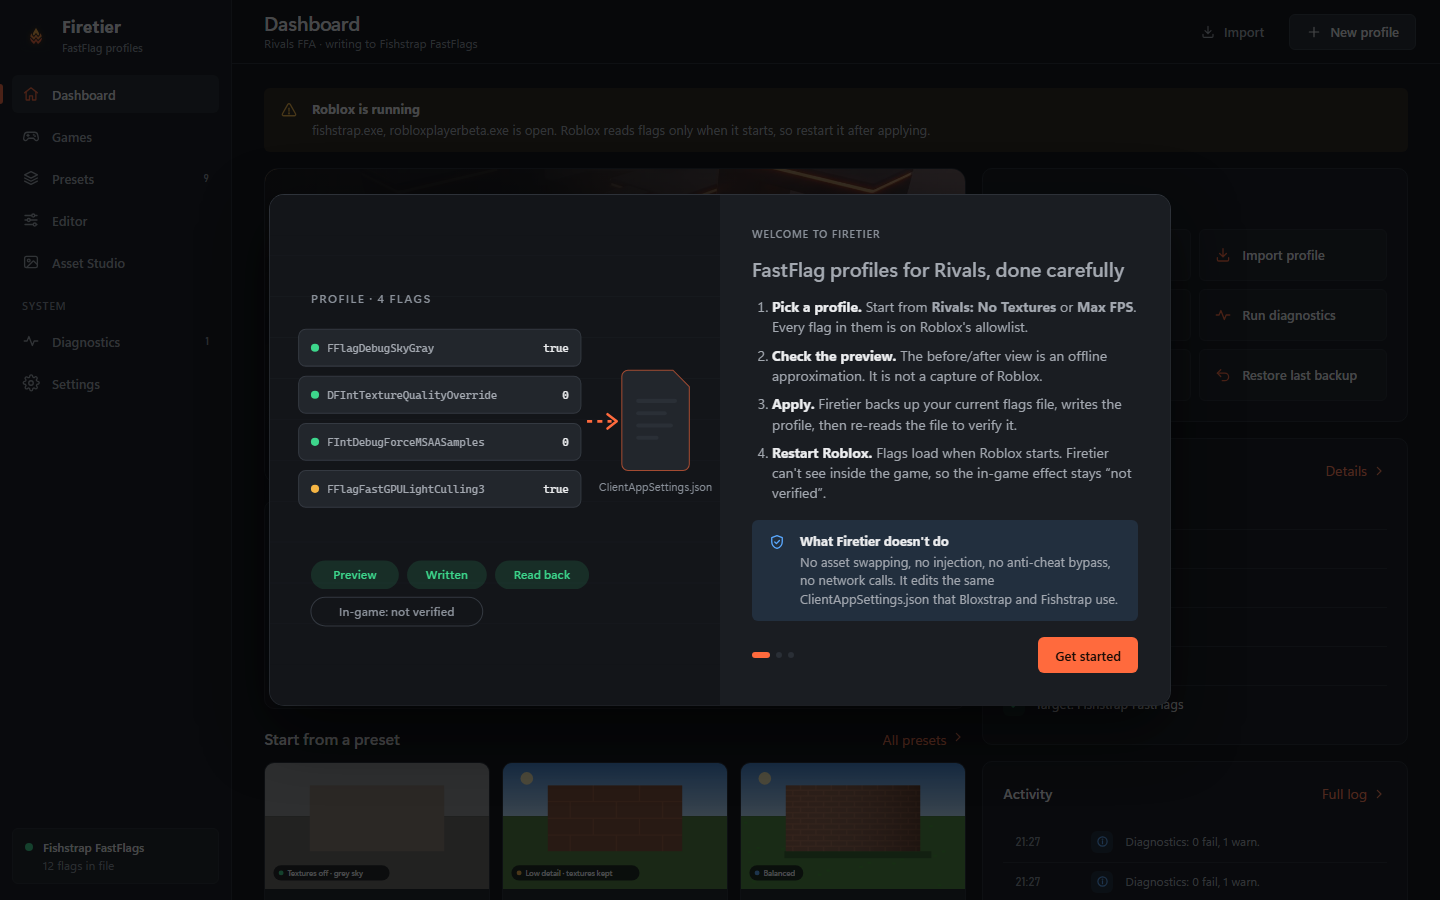 Firetier
FastFlag profiles
Dashboard
Games
Presets 9
Editor
Asset Studio
SYSTEM
Diagnostics 1
Settings
Fishstrap FastFlags
12 flags in file
Dashboard
Rivals FFA · writing to Fishstrap FastFlags
Import
New profile
Roblox is running
fishstrap.exe, robloxplayerbeta.exe is open. Roblox reads flags only when it starts, so restart it after applying.
PROFILE · 4 FLAGS
FFlagDebugSkyGray true
DFIntTextureQualityOverride 0
FIntDebugForceMSAASamples 0
FFlagFastGPULightCulling3 true
ClientAppSettings.json
Preview
Written
Read back
In-game: not verified
WELCOME TO FIRETIER
FastFlag profiles for Rivals, done carefully
1. Pick a profile. Start from Rivals: No Textures or Max FPS.
Every flag in them is on Roblox's allowlist.
2. Check the preview. The before/after view is an offline
approximation. It is not a capture of Roblox.
3. Apply. Firetier backs up your current flags file, writes the
profile, then re-reads the file to verify it.
4. Restart Roblox. Flags load when Roblox starts. Firetier
can't see inside the game, so the in-game effect stays "not
verified".
What Firetier doesn't do
No asset swapping, no injection, no anti-cheat bypass,
no network calls. It edits the same
ClientAppSettings.json that Bloxstrap and Fishstrap use.
Get started
Import profile
Run diagnostics
Restore last backup
Details
Target: Fishstrap FastFlags
Start from a preset
All presets
Textures off · grey sky
Low detail · textures kept
Balanced
Activity
Full log
21:27 Diagnostics: 0 fail, 1 warn.
21:27 Diagnostics: 0 fail, 1 warn.